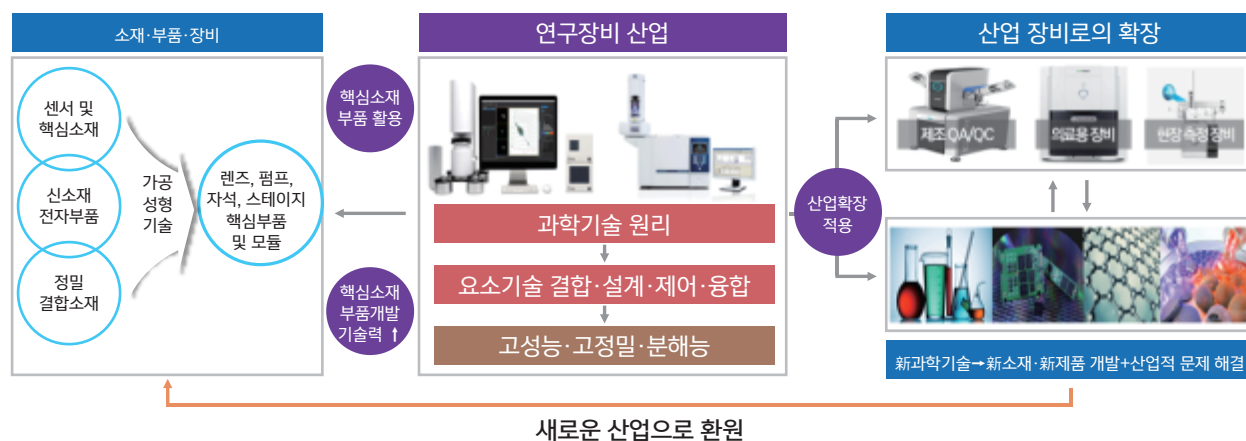 소재·부품·장비
센서 및
핵심소재
신소재
전자부품
정밀
결합소재
가공
성형
기술
렌즈, 펌프,
자석, 스테이지
핵심부품
및 모듈
핵심소재
부품 활용
핵심소재
부품개발
기술력 ↑
연구장비 산업
과학기술 원리
요소기술 결합·설계·제어·융합
고성능·고정밀·분해능
산업확장
적용
산업 장비로의 확장
제조 QA/QC
의료용 장비
현장 측정 장비
新과학기술→新소재·新제품 개발+산업적 문제 해결
새로운 산업으로 환원